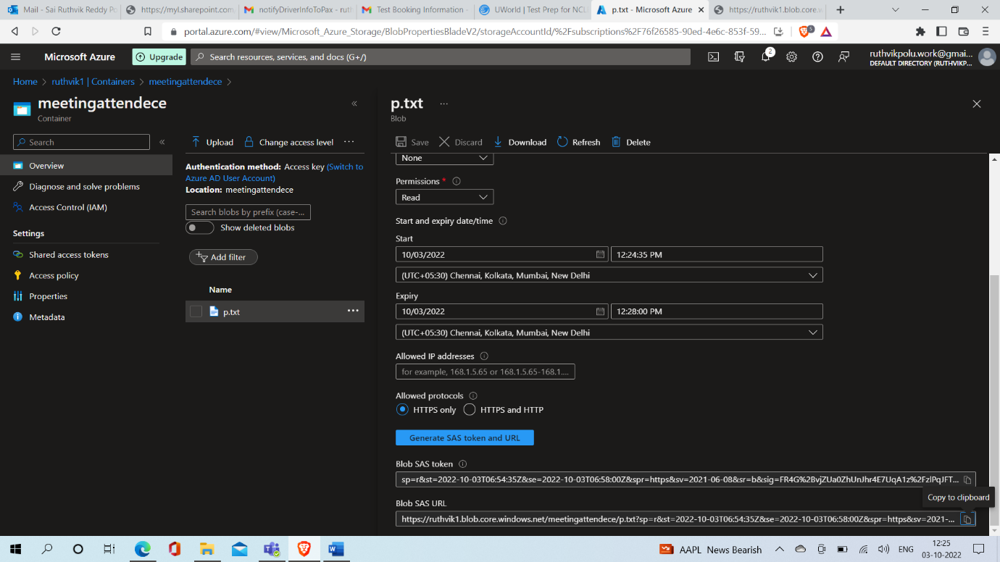 Mail - Sai Ruthvik Reddy Po
https://myl.sharepoint.com
notifyDriverInfoToPax - ruth
Test Booking Information -
UWorld | Test Prep for NCL
p.txt - Microsoft Azure
https://ruthvik1.blob.core.w
portal.azure.com/#view/Microsoft_Azure_Storage/BlobPropertiesBladeV2/storageAccountId/%2Fsubscriptions%2F76f26585-90ed-4e6c-853f-59...
5
Microsoft Azure
Upgrade
Search resources, services, and docs (G+/)
2
ruthvikpolu.work@gmai...
DEFAULT DIRECTORY (RUTHVIKP...
Home > ruthvik1 | Containers > meetingattendece >
meetingattendece
Container
Search
Overview
Diagnose and solve problems
Access Control (IAM)
Settings
Shared access tokens
Access policy
Properties
Metadata
Upload
Change access level
Authentication method: Access key (Switch to
Azure AD User Account)
Location: meetingattendece
Search blobs by prefix (case-...
Show deleted blobs
Add filter
Name
p.txt
p.txt
Blob
Save
Discard
Download
Refresh
Delete
None
Permissions *
Read
Start and expiry date/time
Start
10/03/2022
12:24:35 PM
(UTC+05:30) Chennai, Kolkata, Mumbai, New Delhi
Expiry
10/03/2022
12:28:00 PM
(UTC+05:30) Chennai, Kolkata, Mumbai, New Delhi
Allowed IP addresses
for example, 168.1.5.65 or 168.1.5.65-168.1....
Allowed protocols
HTTPS only
HTTPS and HTTP
Generate SAS token and URL
Blob SAS token
sp=r&st=2022-10-03T06:54:35Z&se=2022-10-03T06:58:00Z&spr=https&sv=2021-06-08&sr=b&sig=FR4G%2BvjZUa0ZhUnJhr4E7UqA1z%2FzlPqJFT...
Copy to clipboard
Blob SAS URL
https://ruthvik1.blob.core.windows.net/meetingattendece/p.txt?sp=r&st=2022-10-03T06:54:35Z&se=2022-10-03T06:58:00Z&spr=https&sv=2021-...
AAPL News Bearish
ENG
12:25
03-10-2022